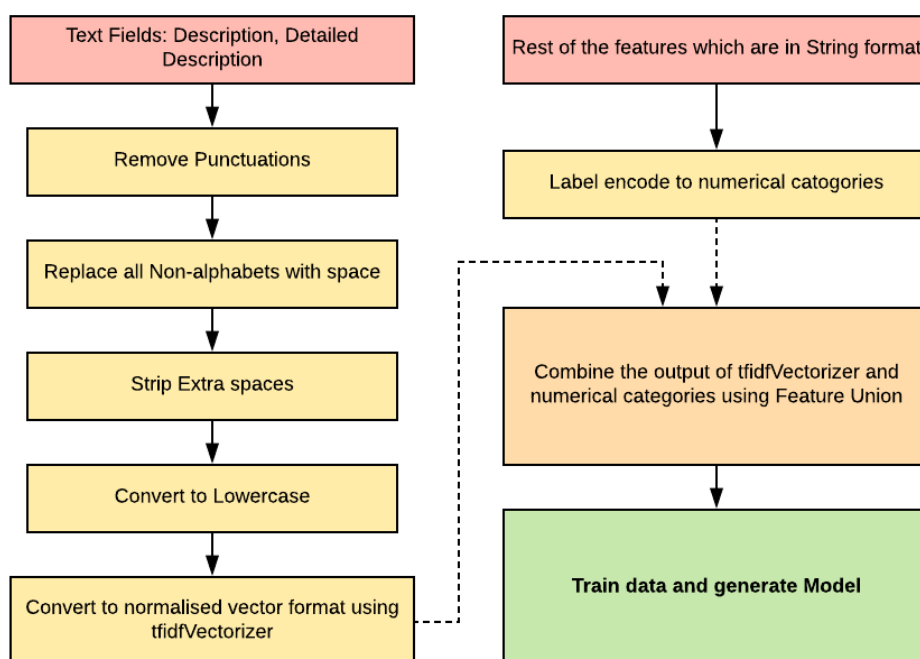 Text Fields: Description, Detailed
Description
Remove Punctuations
Replace all Non-alphabets with space
Strip Extra spaces
Convert to Lowercase
Convert to normalised vector format using
tfidfVectorizer
Rest of the features which are in String format
Label encode to numerical catogories
Combine the output of tfidfVectorizer and
numerical categories using Feature Union
Train data and generate Model